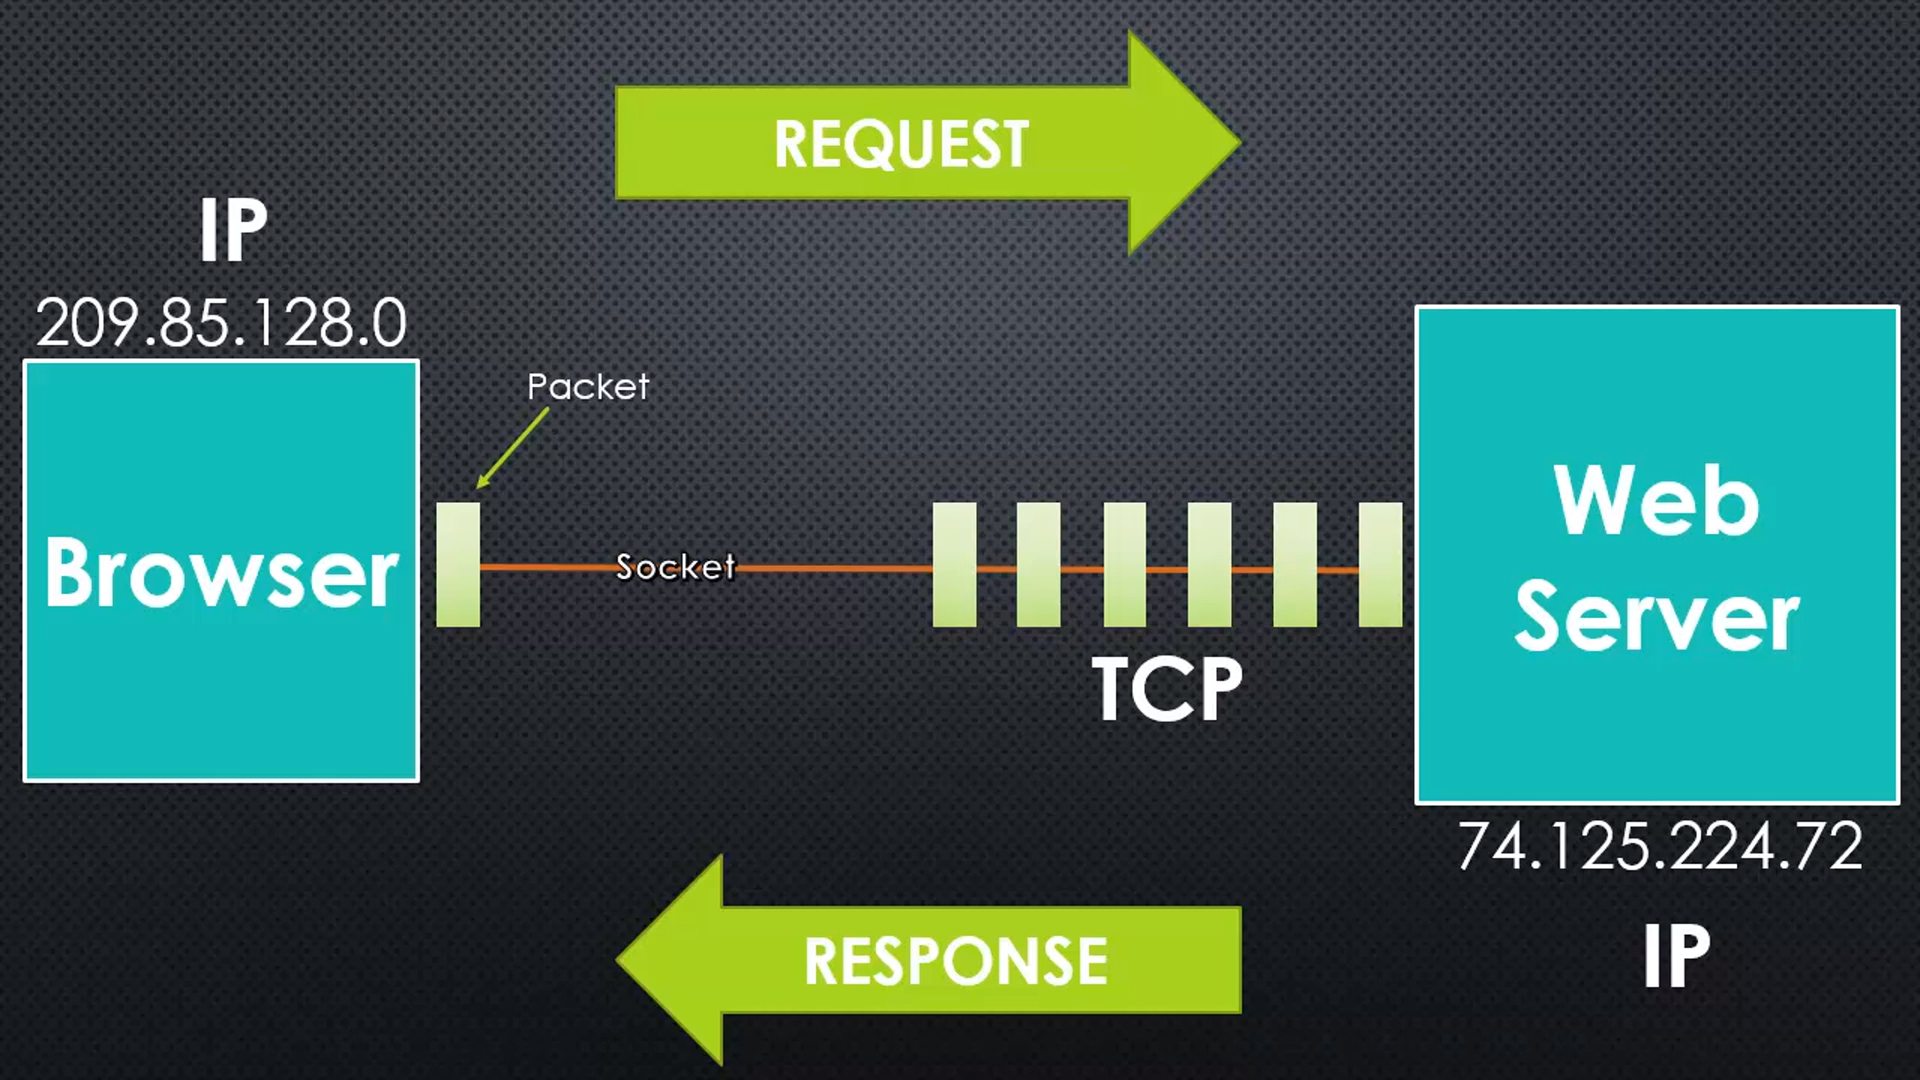 REQUEST
IP
209.85.128.0
Packet
Browser
Socket
Web
Server
TCP
74.125.224.72
RESPONSE
IP